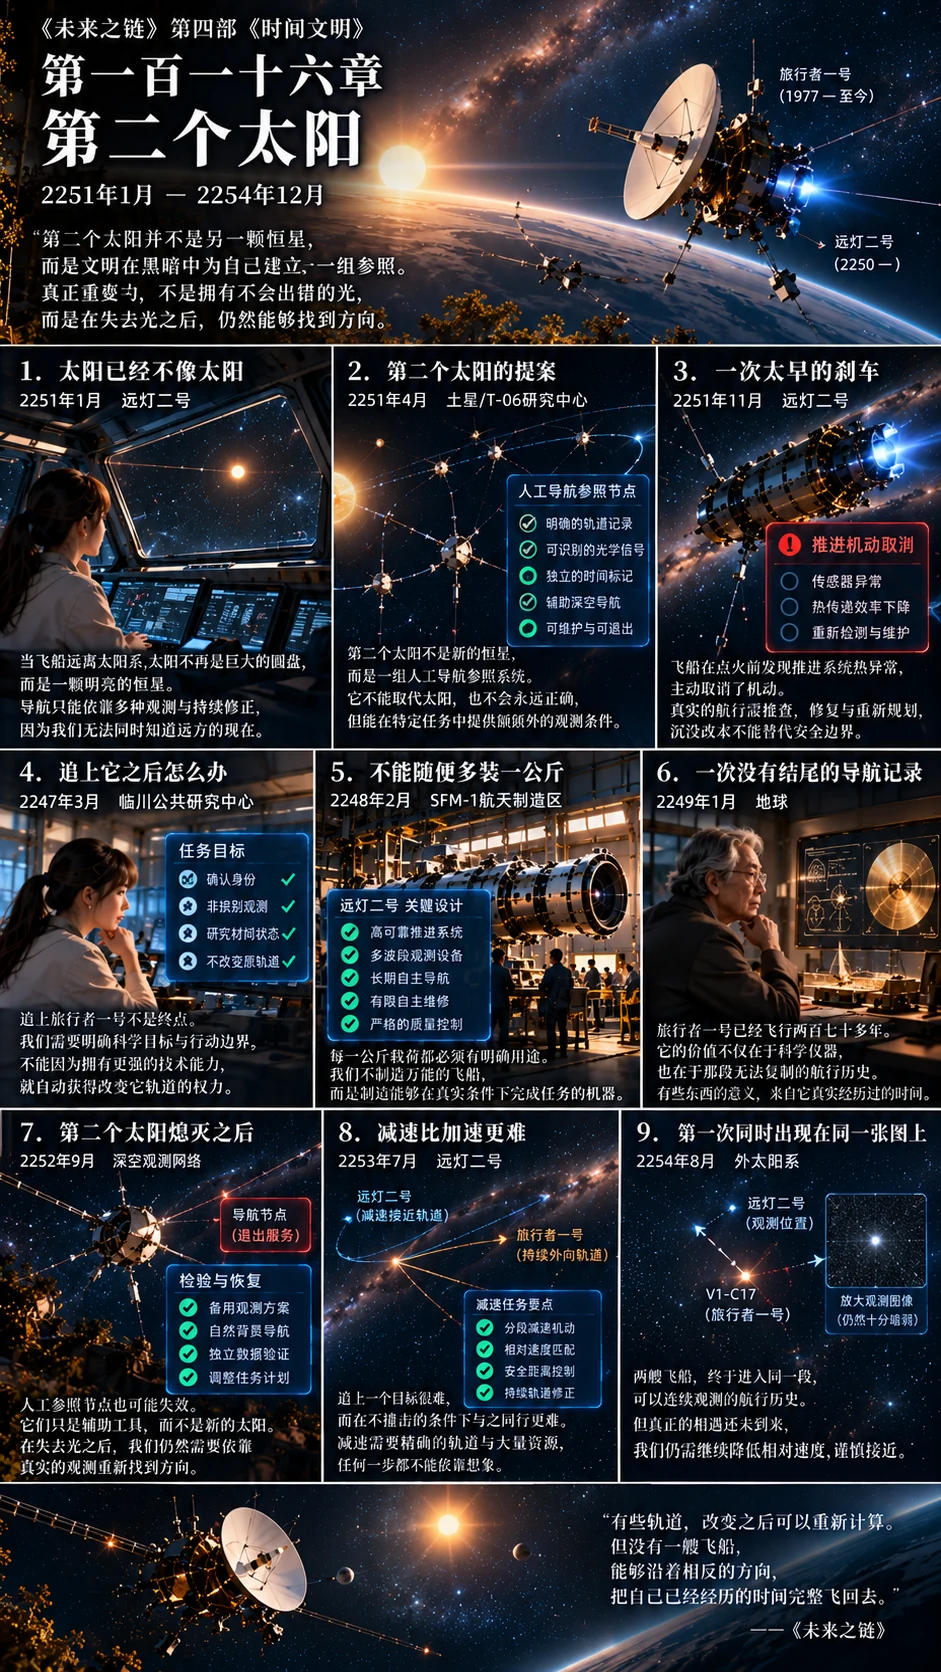 《未来之链》第四部《时间文明》
第一百一十六章
第二个太阳
2251年1月 — 2254年12月
“第二个太阳并不是另一颗恒星，
而是文明在黑暗中为自己建立一组参照。
真正重要的，不是拥有不会出错的光，
而是在失去光之后，仍然能够找到方向。
旅行者一号
(1977 — 至今)
远灯二号
(2250 — )
1. 太阳已经不像太阳
2251年1月 远灯二号
当飞船远离太阳系,太阳不再是巨大的圆盘，
而是一颗明亮的恒星。
导航只能依靠多种观测与持续修正，
因为我们无法同时知道远方的现在。
2. 第二个太阳的提案
2251年4月 土星/T-06研究中心
人工导航参照节点
明确的轨道记录
可识别的光学信号
独立的时间标记
辅助深空导航
可维护与可退出
第二个太阳不是新的恒星，
而是一组人工导航参照系统。
它不能取代太阳，也不会永远正确，
但能在特定任务中提供额颁外的观测条件。
3. 一次太早的刹车
2251年11月 远灯二号
推进机动取消
传感器异常
热传递效率下降
重新检测与维护
飞船在点火前发现推进系统热异常，
主动取消了机动。
真实的航行需推查，修复与重新规划，
沉没改本不能替代安全边界。
4. 追上它之后怎么办
2247年3月 临川公共研究中心
任务目标
确认身份
非损别观测
研究材间状态
不改变原轨道
追上旅行者一号不是终点。
我们需要明确科学目标与行动边界，
不能因为拥有更强的技术能力，
就自动获得改变它轨道的权力。
5. 不能随便多装一公斤
2248年2月 SFM-1航天制造区
远灯二号 关键设计
高可靠推进系统
多波段观测设备
长期自主导航
有限自主维修
严格的质量控制
每一公斤载荷都必须有明确用途。
我们不制造万能的飞船，
而是制造能够在真实条件下完成任务的机器。
6. 一次没有结尾的导航记录
2249年1月 地球
旅行者一号已经飞行两百七十多年。
它的价值不仅在于科学仪器，
也在于那段无法复制的航行历史。
有些东西的意义，来自它真实经历过的时间。
7. 第二个太阳熄灭之后
2252年9月 深空观测网络
导航节点
(退出服务)
检验与恢复
备用观测方案
自然背景导航
独立数据验证
调整任务计划
人工参照节点也可能失效。
它们只是辅助工具，而不是新的太阳。
在失去光之后，我们仍然需要依靠
真实的观测重新找到方向。
8. 减速比加速更难
2253年7月 远灯二号
远灯二号
(减速接近轨道)
旅行者一号
(持续外向轨道)
减速任务要点
分段减速机动
相对速度匹配
安全距离控制
持续轨道修正
追上一个目标很难，
而在不撞击的条件下与之同行更难。
减速需要精确的轨道与大量资源，
任何一步都不能依靠想象。
9. 第一次同时出现在同一张图上
2254年8月 外太阳系
远灯二号
(观测位置)
V1-C17
(旅行者一号)
放大观测图像
(仍然十分暗弱)
两艘飞船，终于进入同一段，
可以连续观测的航行历史。
但真正的相遇还未到来，
我们仍需继续降低相对速度,谨慎接近。
“有些轨道，改变之后可以重新计算。
但没有一艘飞船，
能够沿着相反的方向，
把自己已经经历的时间完整飞回去。”
——《未来之链》